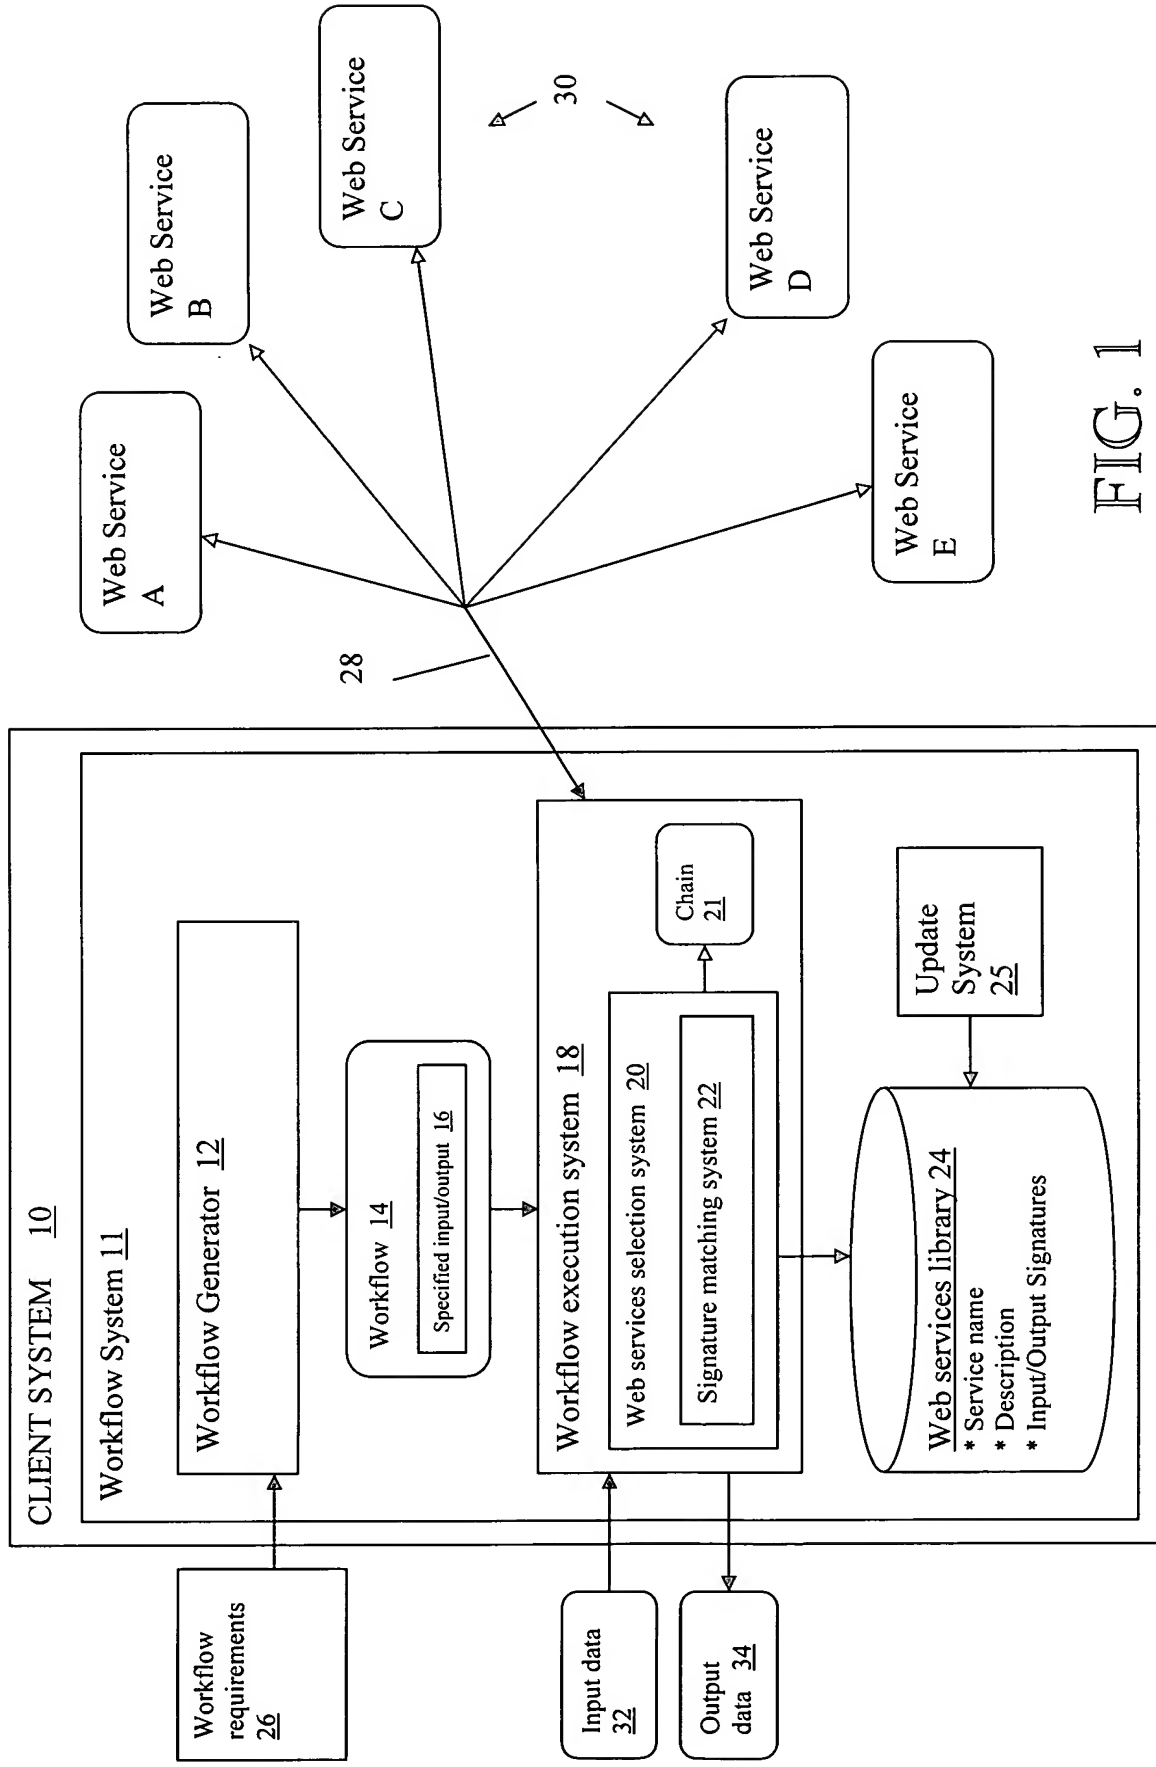 CLIENT SYSTEM 10
Workflow System 11
Workflow
requirements
26
Workflow Generator 12
Workflow 14
Specified input/output 16
Input data
32
Output
data 34
Workflow execution system 18
Web services selection system 20
Signature matching system 22
Chain
21
Web services library 24
* Service name
* Description
* Input/Output Signatures
Update
System
25
28
Web Service
A
Web Service
B
Web Service
C
30
Web Service
D
Web Service
E
FIG. 1